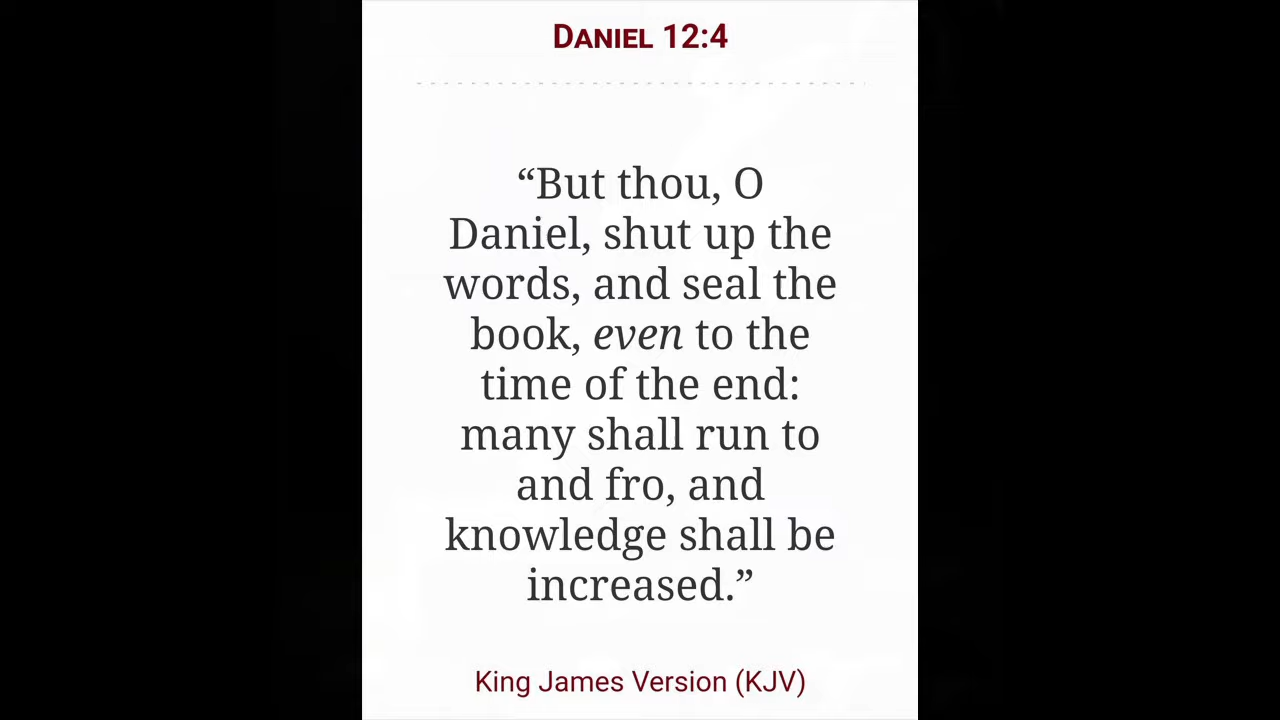 Daniel 12:4
“But thou, O
Daniel, shut up the
words, and seal the
book, even to the
time of the end:
many shall run to
and fro, and
knowledge shall be
increased.”
King James Version (KJV)